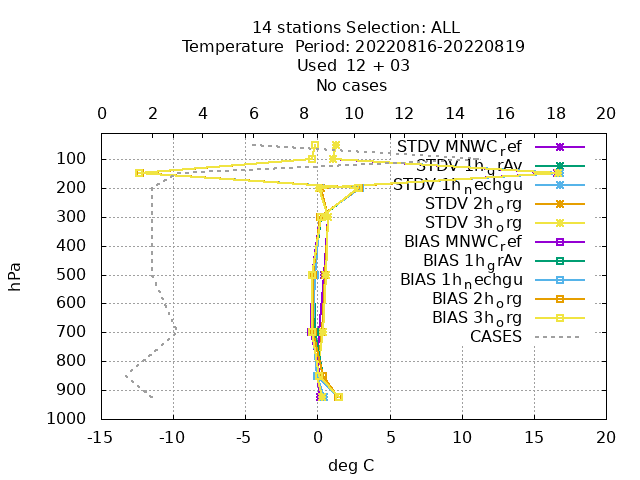 14 stations Selection: ALL
Temperature Period: 20220816-20220819
Used 12 + 03
No cases
0 2 4 6 8 10 12 14 16 18 20
STDV MNWC_ref
STDV 1h_grAv
STDV 1h_nechgu
STDV 2h_org
STDV 3h_org
BIAS MNWC_ref
BIAS 1h_grAv
BIAS 1h_nechgu
BIAS 2h_org
BIAS 3h_org
CASES
hPa
100
200
300
400
500
600
700
800
900
1000
-15 -10 -5 0 5 10 15 20
deg C